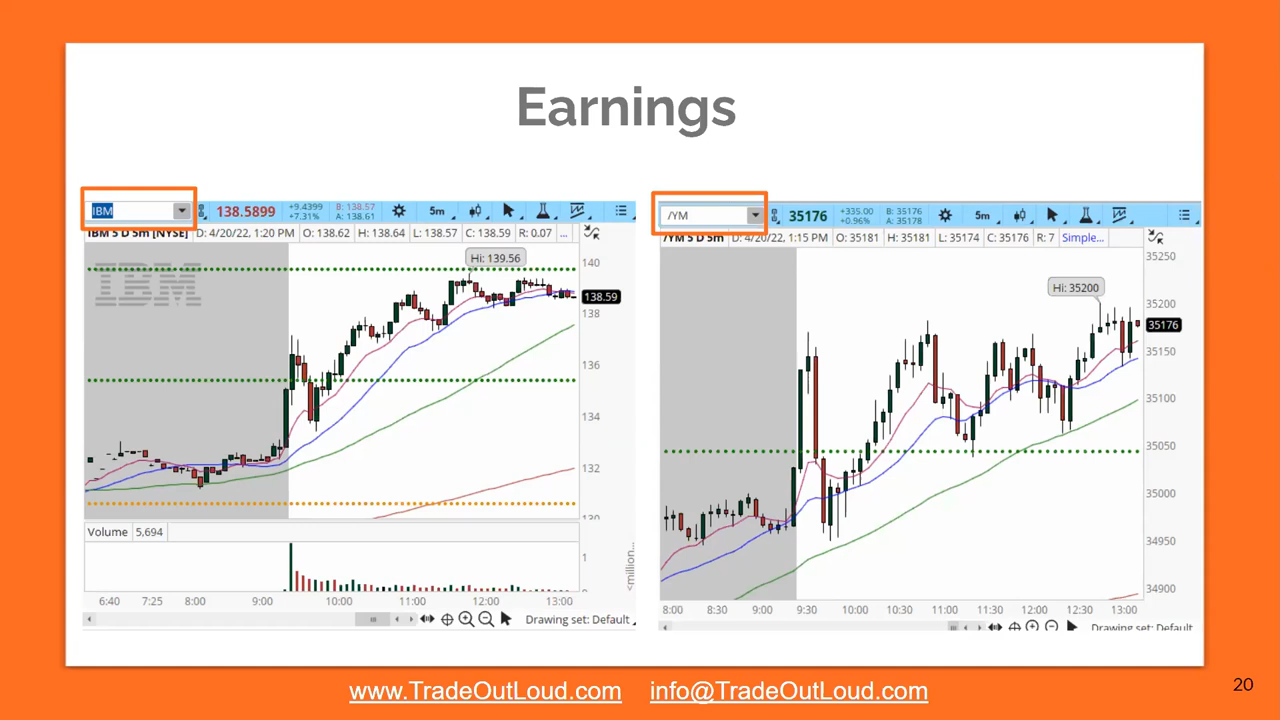 Earnings
IBM
138.5899
+9.4399
+7.31%
B: 138.57
A: 138.61
5m
IBM 5 D 5m [NYSE]
D: 4/20/22, 1:20 PM
O: 138.62
H: 138.64
L: 138.57
C: 138.59
R: 0.07
...
IBM
Hi: 139.56
140
138.59
138
136
134
132
130
Volume
5,694
1
<million...
6:40
7:25
8:00
9:00
10:00
11:00
12:00
13:00
Drawing set: Default
/YM
35176
+335.00
+0.96%
B: 35176
A: 35178
5m
/YM 5 D 5m
D: 4/20/22, 1:15 PM
O: 35181
H: 35181
L: 35174
C: 35176
R: 7
Simple...
Hi: 35200
35250
35200
35176
35150
35100
35050
35000
34950
34900
8:00
8:30
9:00
9:30
10:00
10:30
11:00
11:30
12:00
12:30
13:00
Drawing set: Default
www.TradeOutLoud.com
info@TradeOutLoud.com
20